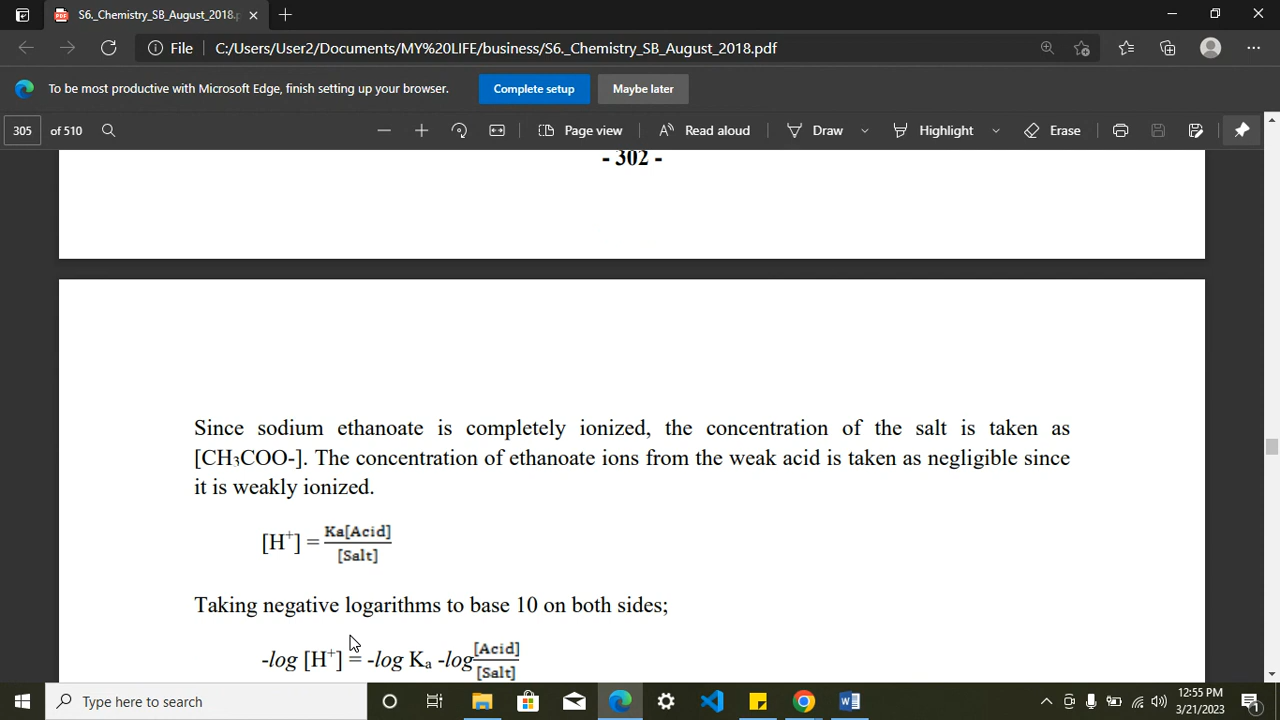 S6._Chemistry_SB_August_2018.p
File C:/Users/User2/Documents/MY%20LIFE/business/S6._Chemistry_SB_August_2018.pdf
To be most productive with Microsoft Edge, finish setting up your browser. Complete setup Maybe later
305 of 510 Page view Read aloud Draw Highlight Erase
- 302 -
Since sodium ethanoate is completely ionized, the concentration of the salt is taken as
[CH₃COO-]. The concentration of ethanoate ions from the weak acid is taken as negligible since
it is weakly ionized.
[H⁺] = Ka[Acid]/[Salt]
Taking negative logarithms to base 10 on both sides;
-log [H⁺] = -log Kₐ -log [Acid]/[Salt]
Type here to search
12:55 PM
3/21/2023
1